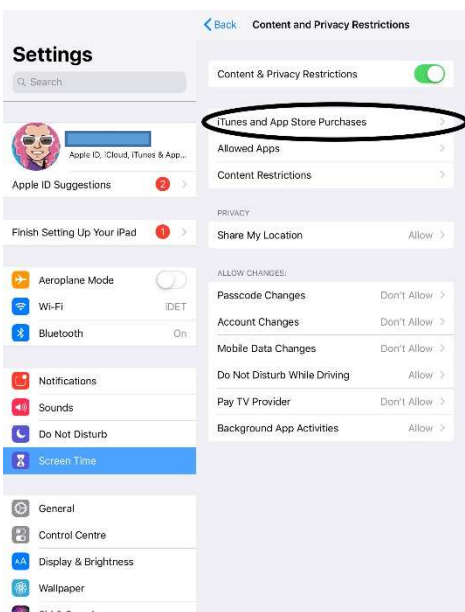 Settings
Search
Apple ID, iCloud, iTunes & App...
Apple ID Suggestions 2
Finish Setting Up Your iPad 1
Aeroplane Mode
Wi-Fi iDET
Bluetooth On
Notifications
Sounds
Do Not Disturb
Screen Time
General
Control Centre
AA Display & Brightness
Wallpaper
Back Content and Privacy Restrictions
Content & Privacy Restrictions
iTunes and App Store Purchases
Allowed Apps
Content Restrictions
PRIVACY
Share My Location Allow
ALLOW CHANGES:
Passcode Changes Don't Allow
Account Changes Don't Allow
Mobile Data Changes Don't Allow
Do Not Disturb While Driving Allow
Pay TV Provider Don't Allow
Background App Activities Allow